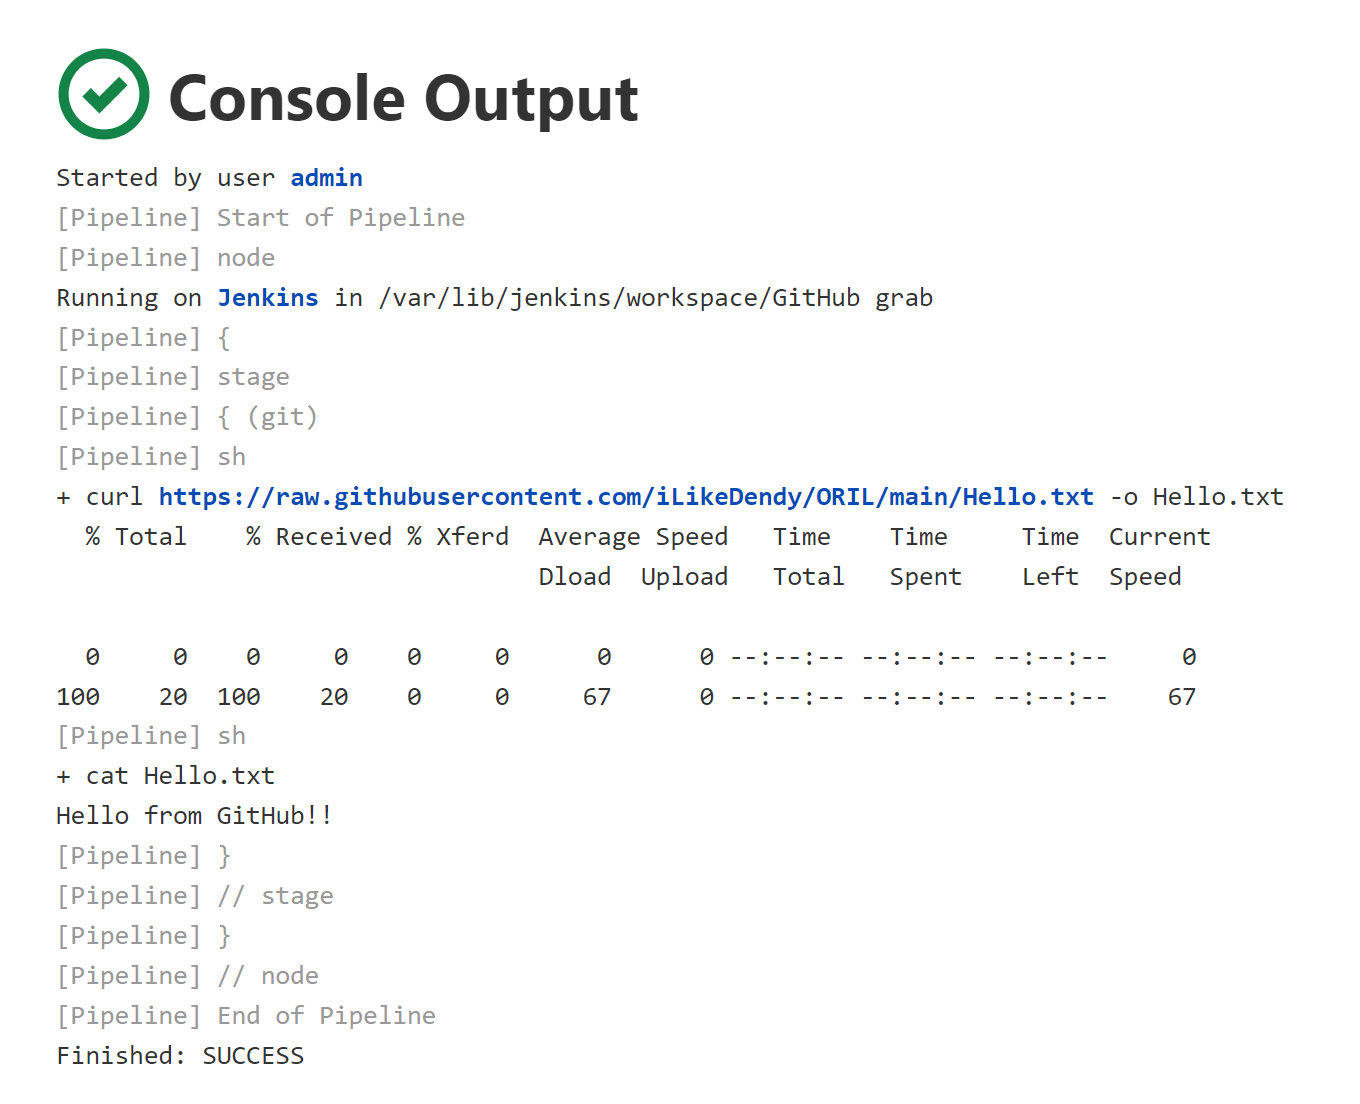 Console Output
Started by user admin
[Pipeline] Start of Pipeline
[Pipeline] node
Running on Jenkins in /var/lib/jenkins/workspace/GitHub grab
[Pipeline] {
[Pipeline] stage
[Pipeline] { (git)
[Pipeline] sh
+ curl https://raw.githubusercontent.com/iLikeDendy/ORIL/main/Hello.txt -o Hello.txt
  % Total    % Received % Xferd  Average Speed   Time    Time     Time  Current
                                 Dload  Upload   Total   Spent    Left  Speed
  0     0    0     0    0     0      0      0 --:--:-- --:--:-- --:--:--     0
100    20  100    20    0     0     67      0 --:--:-- --:--:-- --:--:--    67
[Pipeline] sh
+ cat Hello.txt
Hello from GitHub!!
[Pipeline] }
[Pipeline] // stage
[Pipeline] }
[Pipeline] // node
[Pipeline] End of Pipeline
Finished: SUCCESS